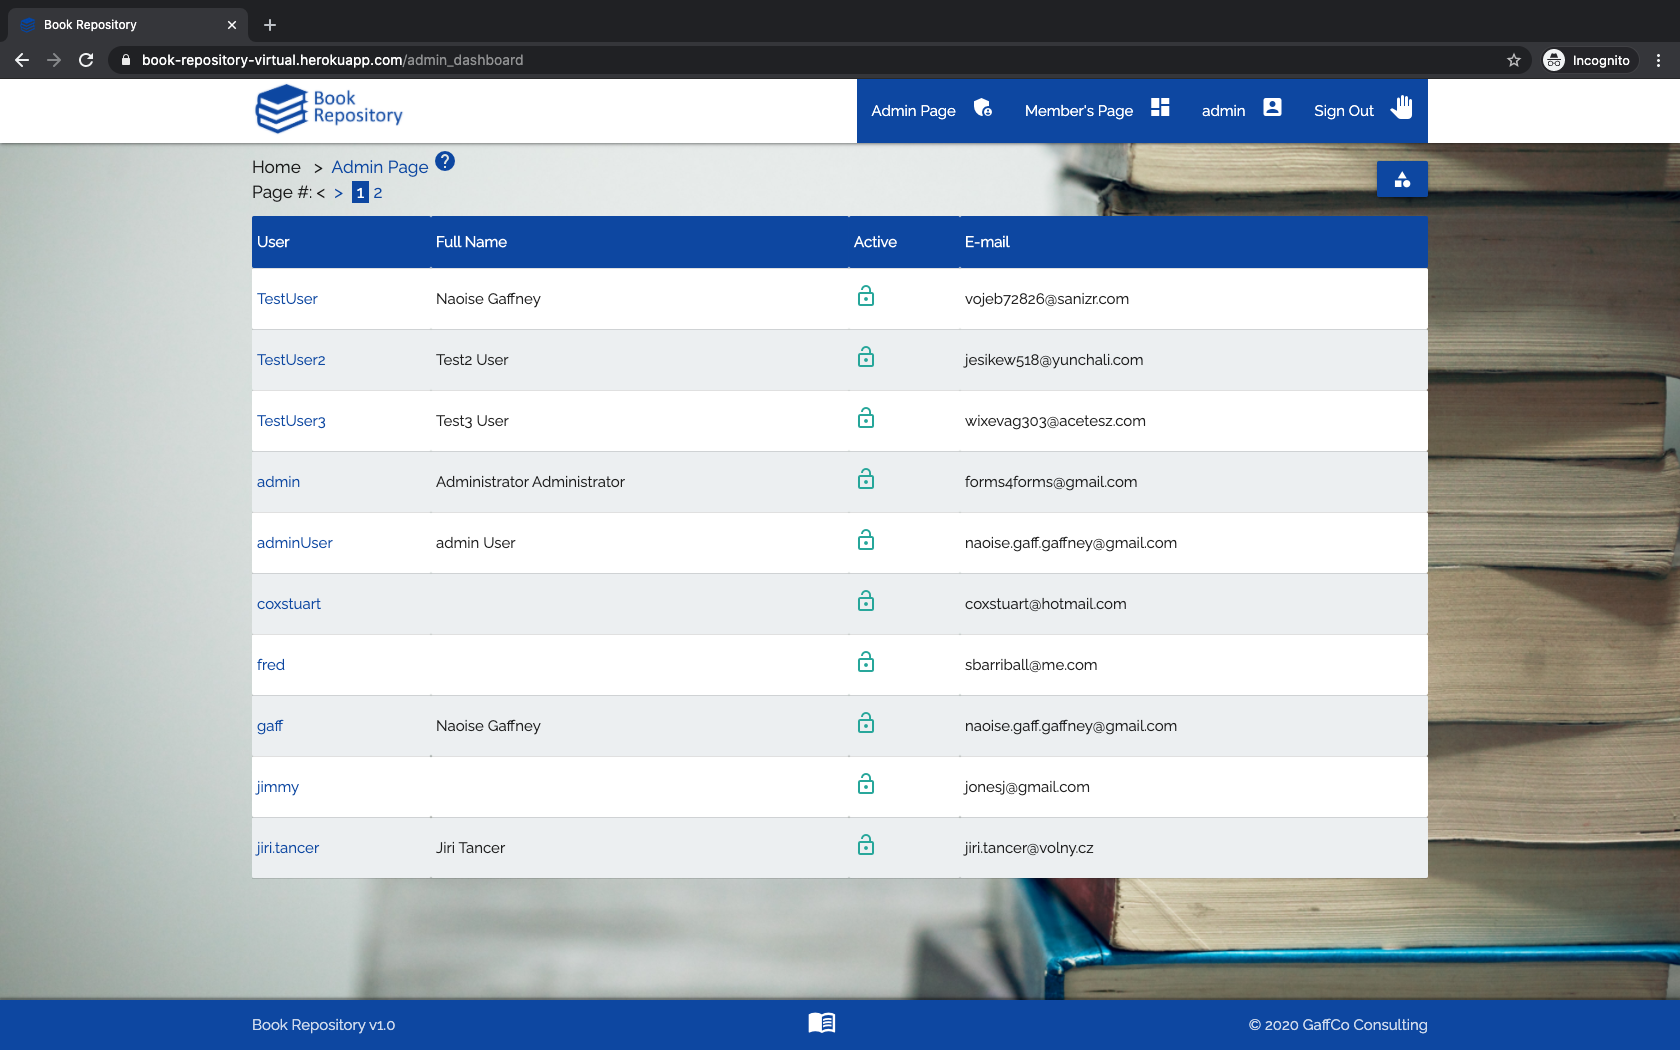 Book Repository
book-repository-virtual.herokuapp.com/admin_dashboard
Incognito
Book
Repository
Admin Page
Member's Page
admin
Sign Out
Home > Admin Page ?
Page #: < > 1 2
User Full Name Active E-mail
TestUser Naoise Gaffney vojeb72826@sanizr.com
TestUser2 Test2 User jesikew518@yunchali.com
TestUser3 Test3 User wixevag303@acetesz.com
admin Administrator Administrator forms4forms@gmail.com
adminUser admin User naoise.gaff.gaffney@gmail.com
coxstuart coxstuart@hotmail.com
fred sbarriball@me.com
gaff Naoise Gaffney naoise.gaff.gaffney@gmail.com
jimmy jonesj@gmail.com
jiri.tancer Jiri Tancer jiri.tancer@volny.cz
Book Repository v1.0
© 2020 GaffCo Consulting